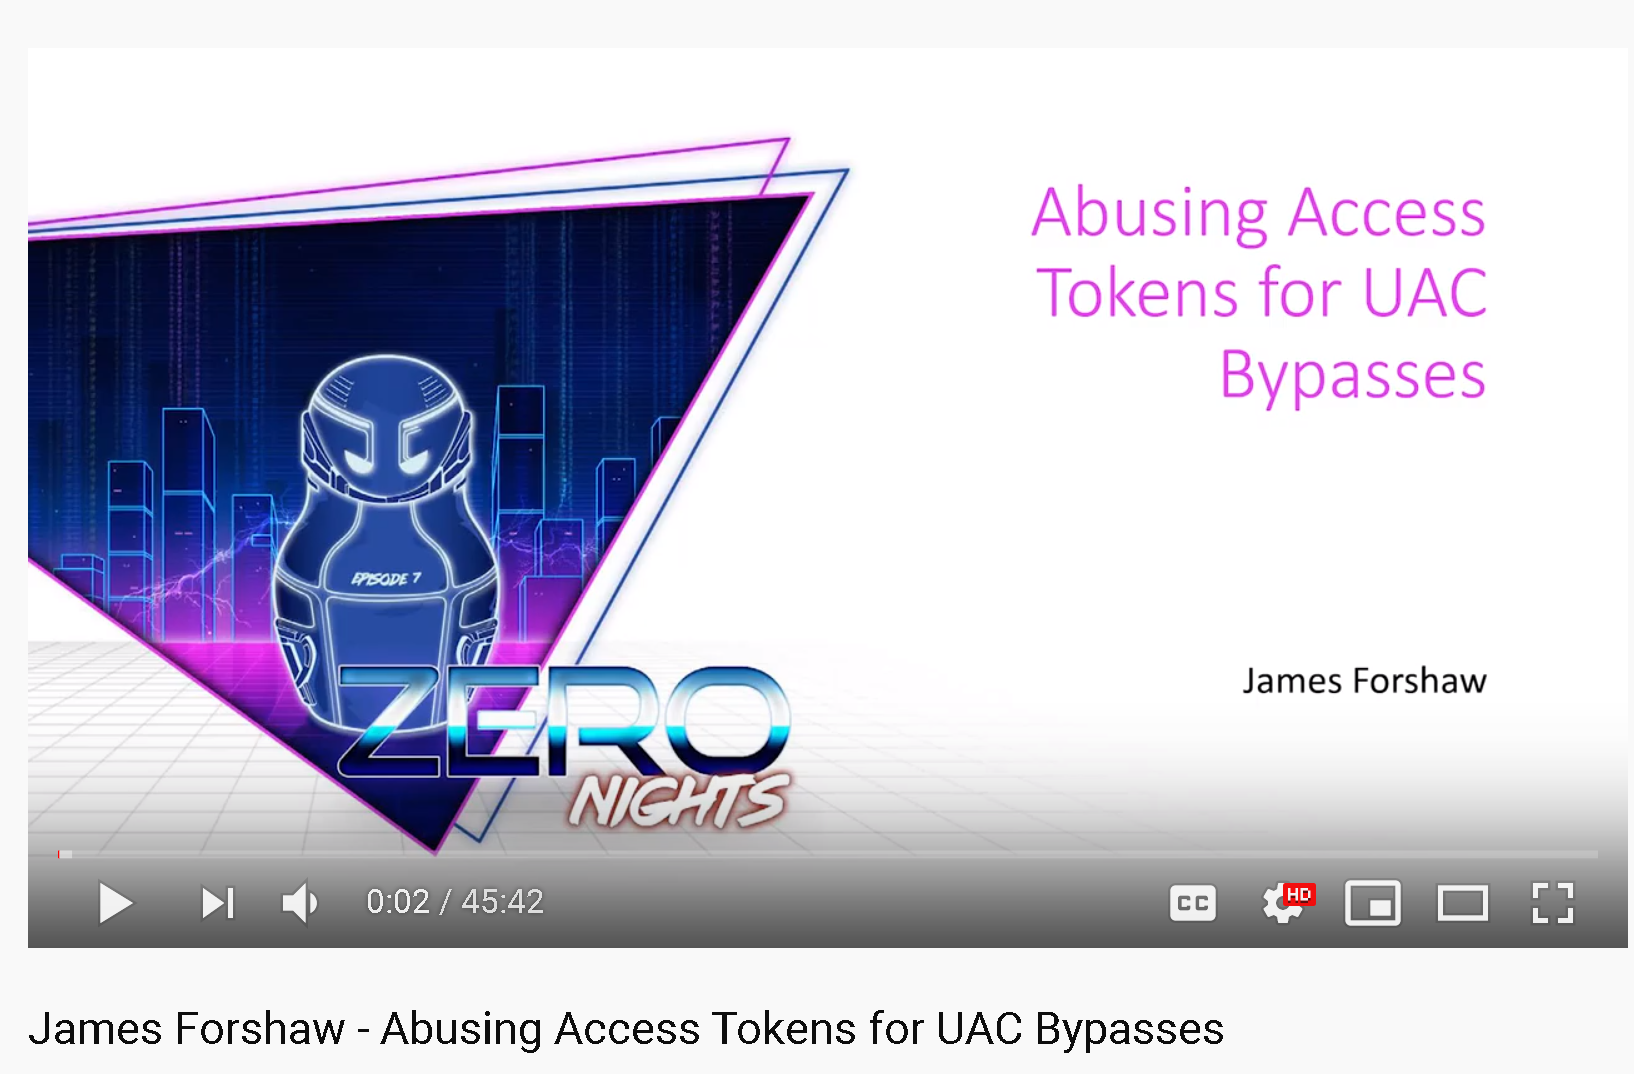 Abusing Access
Tokens for UAC
Bypasses
EPISODE 7
James Forshaw
ZERO
NIGHTS
0:02 / 45:42
CC
HD
James Forshaw - Abusing Access Tokens for UAC Bypasses